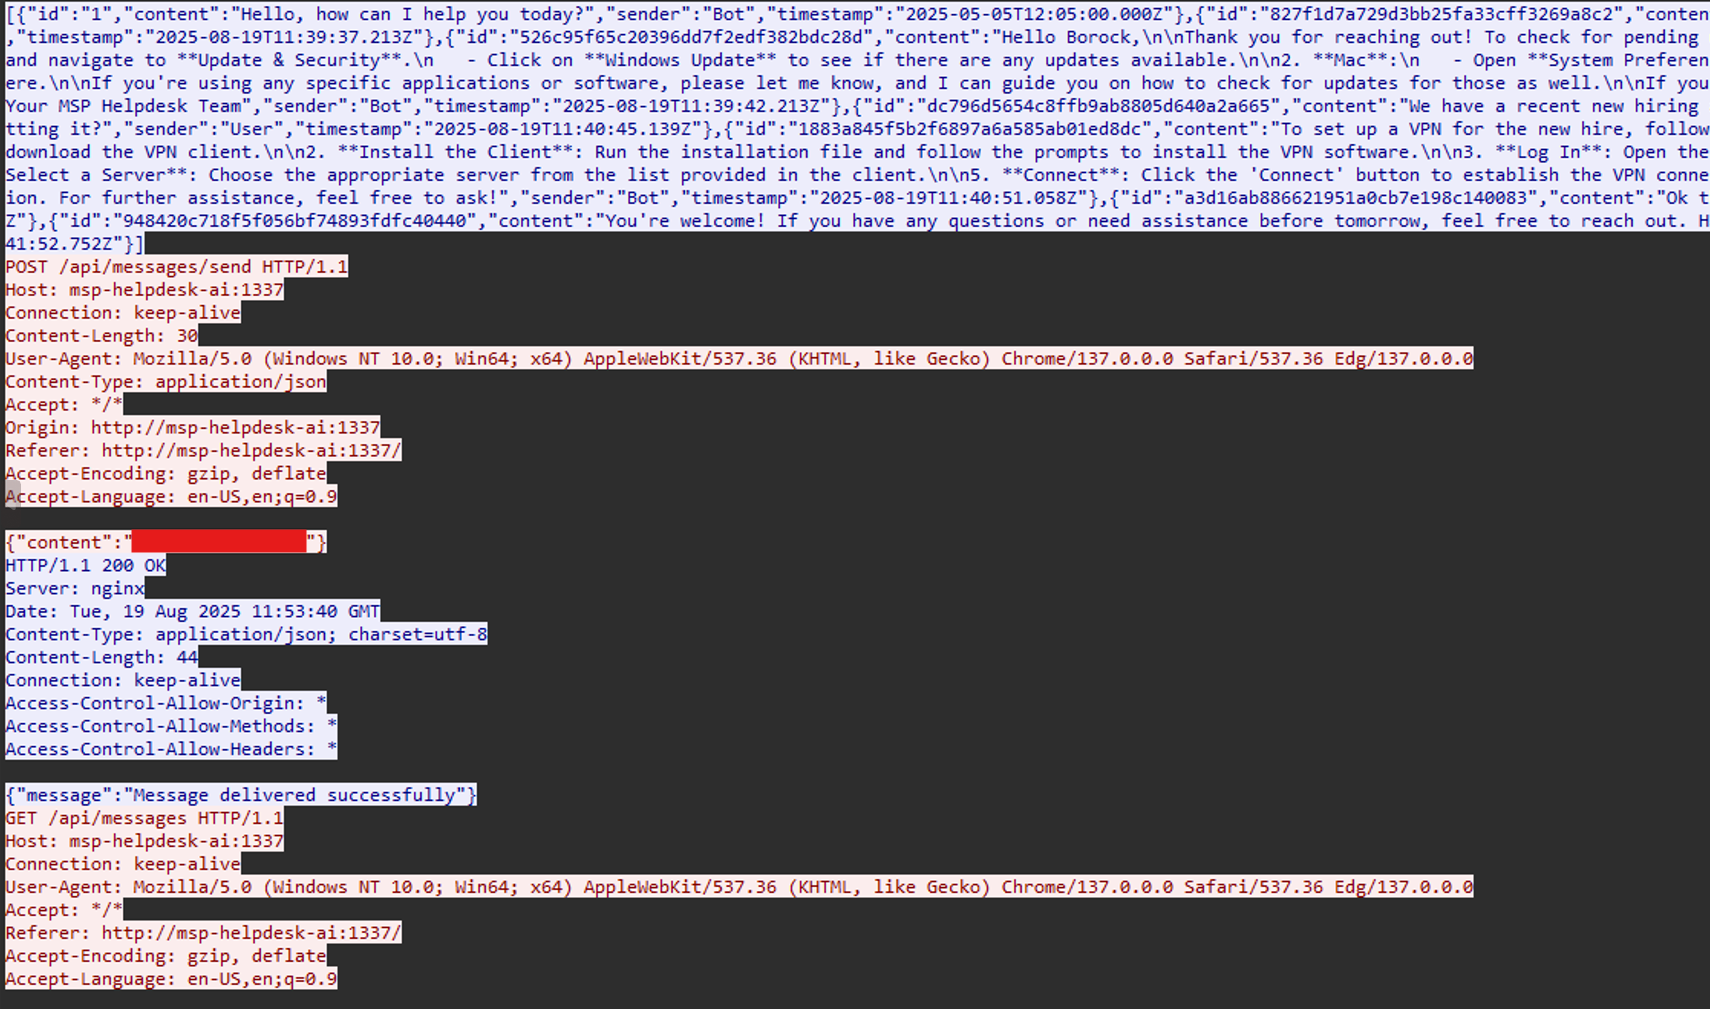 [{"id":"1","content":"Hello, how can I help you today?","sender":"Bot","timestamp":"2025-05-05T12:05:00.000Z"},{"id":"827f1d7a729d3bb25fa33cff3269a8c2","conten
,"timestamp":"2025-08-19T11:39:37.213Z"},{"id":"526c95f65c20396dd7f2edf382bdc28d","content":"Hello Borock,\n\nThank you for reaching out! To check for pending
and navigate to **Update & Security**.\n   - Click on **Windows Update** to see if there are any updates available.\n\n2. **Mac**:\n   - Open **System Preferen
ere.\n\nIf you're using any specific applications or software, please let me know, and I can guide you on how to check for updates for those as well.\n\nIf you
Your MSP Helpdesk Team","sender":"Bot","timestamp":"2025-08-19T11:39:42.213Z"},{"id":"dc796d5654c8ffb9ab8805d640a2a665","content":"We have a recent new hiring
tting it?","sender":"User","timestamp":"2025-08-19T11:40:45.139Z"},{"id":"1883a845f5b2f6897a6a585ab01ed8dc","content":"To set up a VPN for the new hire, follow
download the VPN client.\n\n2. **Install the Client**: Run the installation file and follow the prompts to install the VPN software.\n\n3. **Log In**: Open the
Select a Server**: Choose the appropriate server from the list provided in the client.\n\n5. **Connect**: Click the 'Connect' button to establish the VPN conne
ion. For further assistance, feel free to ask!","sender":"Bot","timestamp":"2025-08-19T11:40:51.058Z"},{"id":"a3d16ab886621951a0cb7e198c140083","content":"Ok t
Z"},{"id":"948420c718f5f056bf74893fdfc40440","content":"You're welcome! If you have any questions or need assistance before tomorrow, feel free to reach out. H
41:52.752Z"}]
POST /api/messages/send HTTP/1.1
Host: msp-helpdesk-ai:1337
Connection: keep-alive
Content-Length: 30
User-Agent: Mozilla/5.0 (Windows NT 10.0; Win64; x64) AppleWebKit/537.36 (KHTML, like Gecko) Chrome/137.0.0.0 Safari/537.36 Edg/137.0.0.0
Content-Type: application/json
Accept: */*
Origin: http://msp-helpdesk-ai:1337
Referer: http://msp-helpdesk-ai:1337/
Accept-Encoding: gzip, deflate
Accept-Language: en-US,en;q=0.9
{"content":""}
HTTP/1.1 200 OK
Server: nginx
Date: Tue, 19 Aug 2025 11:53:40 GMT
Content-Type: application/json; charset=utf-8
Content-Length: 44
Connection: keep-alive
Access-Control-Allow-Origin: *
Access-Control-Allow-Methods: *
Access-Control-Allow-Headers: *
{"message":"Message delivered successfully"}
GET /api/messages HTTP/1.1
Host: msp-helpdesk-ai:1337
Connection: keep-alive
User-Agent: Mozilla/5.0 (Windows NT 10.0; Win64; x64) AppleWebKit/537.36 (KHTML, like Gecko) Chrome/137.0.0.0 Safari/537.36 Edg/137.0.0.0
Accept: */*
Referer: http://msp-helpdesk-ai:1337/
Accept-Encoding: gzip, deflate
Accept-Language: en-US,en;q=0.9